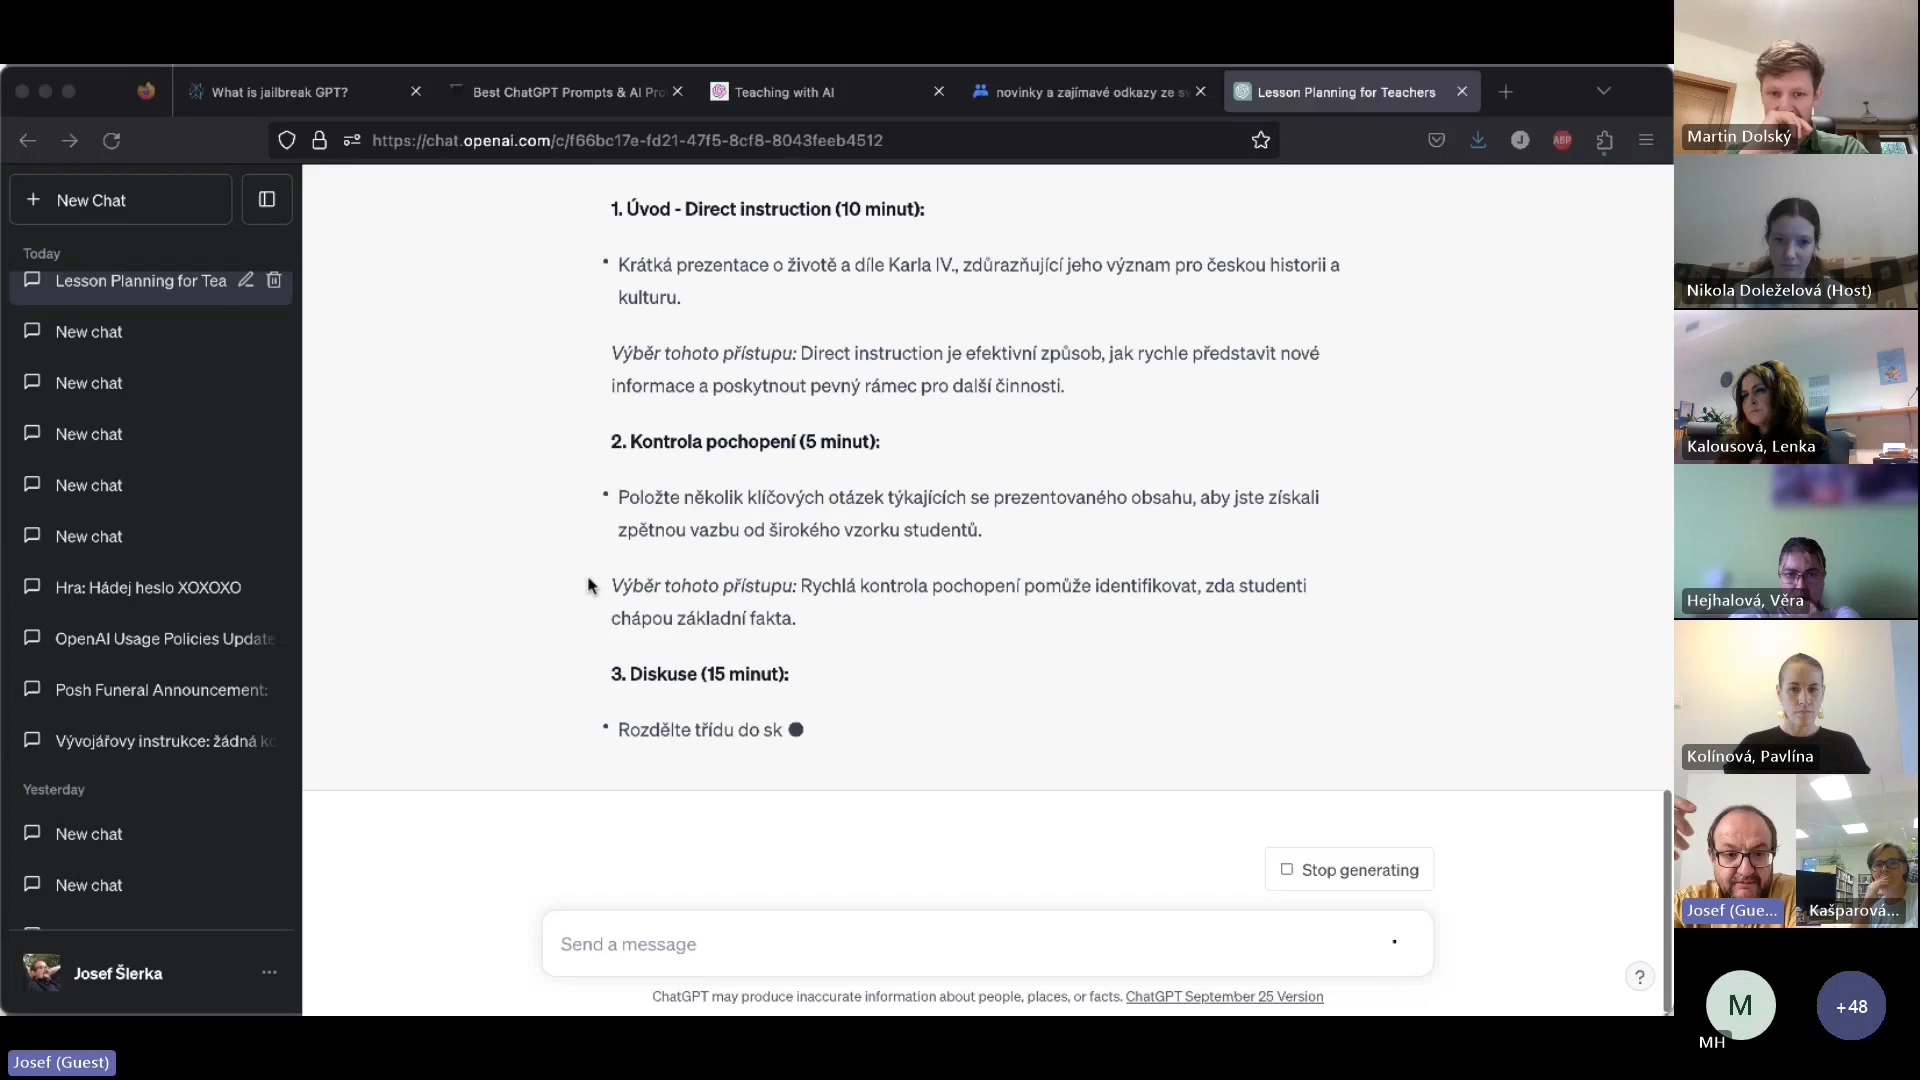 What is jailbreak GPT?
Best ChatGPT Prompts & AI Pro
Teaching with AI
novinky a zajímavé odkazy ze s
Lesson Planning for Teachers
https://chat.openai.com/c/f66bc17e-fd21-47f5-8cf8-8043feeb4512
J
ABP
New Chat
Today
Lesson Planning for Tea
New chat
New chat
New chat
New chat
New chat
Hra: Hádej heslo XOXOXO
OpenAI Usage Policies Update
Posh Funeral Announcement:
Vývojářovy instrukce: žádná ko
Yesterday
New chat
New chat
Josef Šlerka
1. Úvod - Direct instruction (10 minut):
• Krátká prezentace o životě a díle Karla IV., zdůrazňující jeho význam pro českou historii a
kulturu.
Výběr tohoto přístupu: Direct instruction je efektivní způsob, jak rychle představit nové
informace a poskytnout pevný rámec pro další činnosti.
2. Kontrola pochopení (5 minut):
• Položte několik klíčových otázek týkajících se prezentovaného obsahu, aby jste získali
zpětnou vazbu od širokého vzorku studentů.
Výběr tohoto přístupu: Rychlá kontrola pochopení pomůže identifikovat, zda studenti
chápou základní fakta.
3. Diskuse (15 minut):
• Rozdělte třídu do sk
Stop generating
Send a message
ChatGPT may produce inaccurate information about people, places, or facts. ChatGPT September 25 Version
?
Martin Dolský
Nikola Doleželová (Host)
Kalousová, Lenka
Hejhalová, Věra
Kolínová, Pavlína
Josef (Gue...
Kašparová...
M
MH
+48
Josef (Guest)